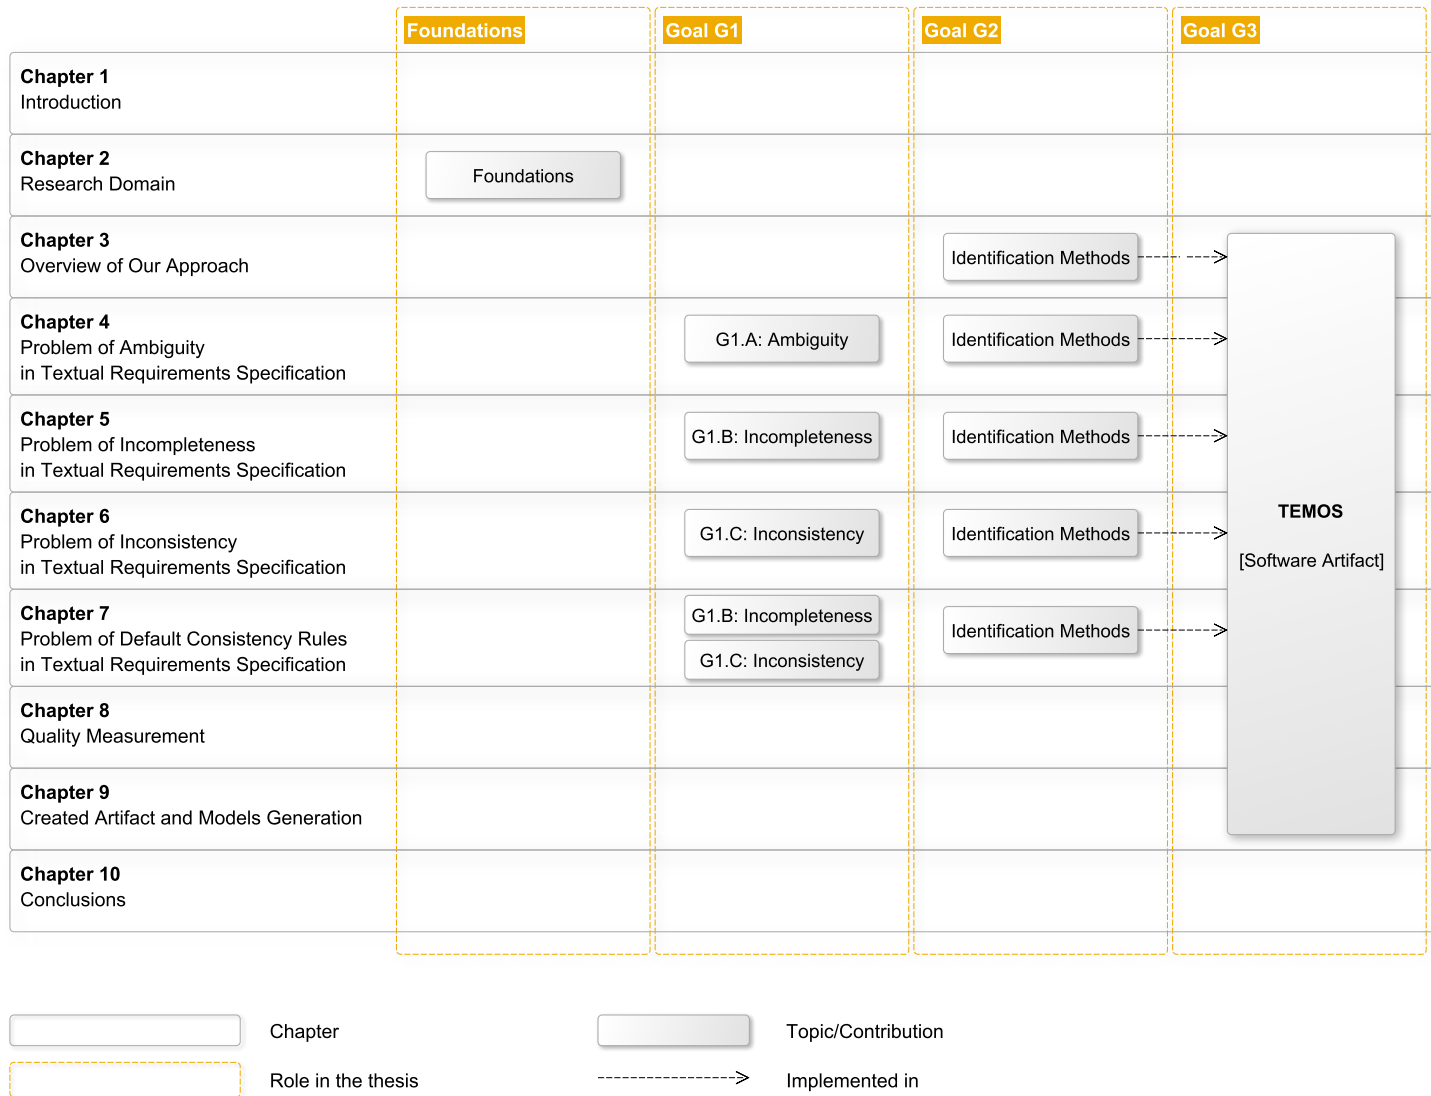 Foundations
Goal G1
Goal G2
Goal G3
Chapter 1
Introduction
Chapter 2
Research Domain
Foundations
Chapter 3
Overview of Our Approach
Identification Methods
Chapter 4
Problem of Ambiguity
in Textual Requirements Specification
G1.A: Ambiguity
Identification Methods
Chapter 5
Problem of Incompleteness
in Textual Requirements Specification
G1.B: Incompleteness
Identification Methods
Chapter 6
Problem of Inconsistency
in Textual Requirements Specification
G1.C: Inconsistency
Identification Methods
TEMOS
[Software Artifact]
Chapter 7
Problem of Default Consistency Rules
in Textual Requirements Specification
G1.B: Incompleteness
G1.C: Inconsistency
Identification Methods
Chapter 8
Quality Measurement
Chapter 9
Created Artifact and Models Generation
Chapter 10
Conclusions
Chapter
Topic/Contribution
Role in the thesis
Implemented in